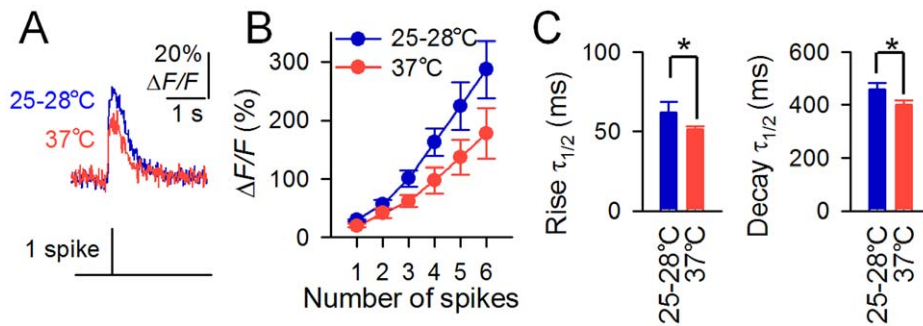 A
20%
ΔF/F
1 s
25-28℃
37℃
1 spike
B
ΔF/F (%)
300
200
100
0
25-28℃
37℃
1 2 3 4 5 6
Number of spikes
C
Rise τ1/2 (ms)
100
50
0
*
25-28℃
37℃
Decay τ1/2 (ms)
600
400
200
0
*
25-28℃
37℃